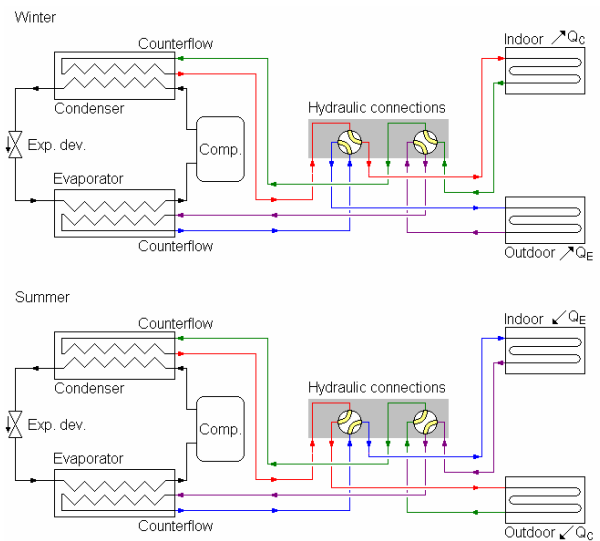 Winter
Counterflow
Indoor Q_C
Condenser
Hydraulic connections
Exp. dev.
Comp.
Evaporator
Counterflow
Outdoor Q_E
Summer
Counterflow
Indoor Q_E
Condenser
Hydraulic connections
Exp. dev.
Comp.
Evaporator
Counterflow
Outdoor Q_C